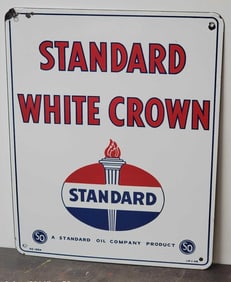 STANDARD
WHITE CROWN
STANDARD
SO A STANDARD OIL COMPANY PRODUCT SO